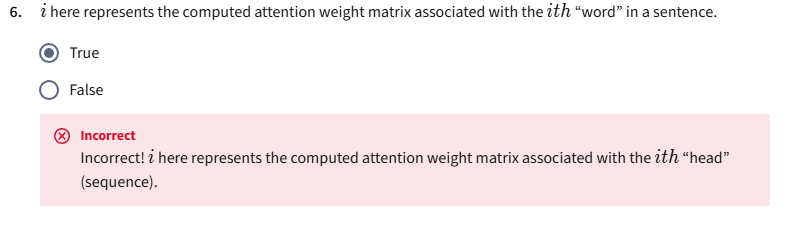 6. i here represents the computed attention weight matrix associated with the ith “word” in a sentence.
True
False
Incorrect
Incorrect! i here represents the computed attention weight matrix associated with the ith “head”
(sequence).